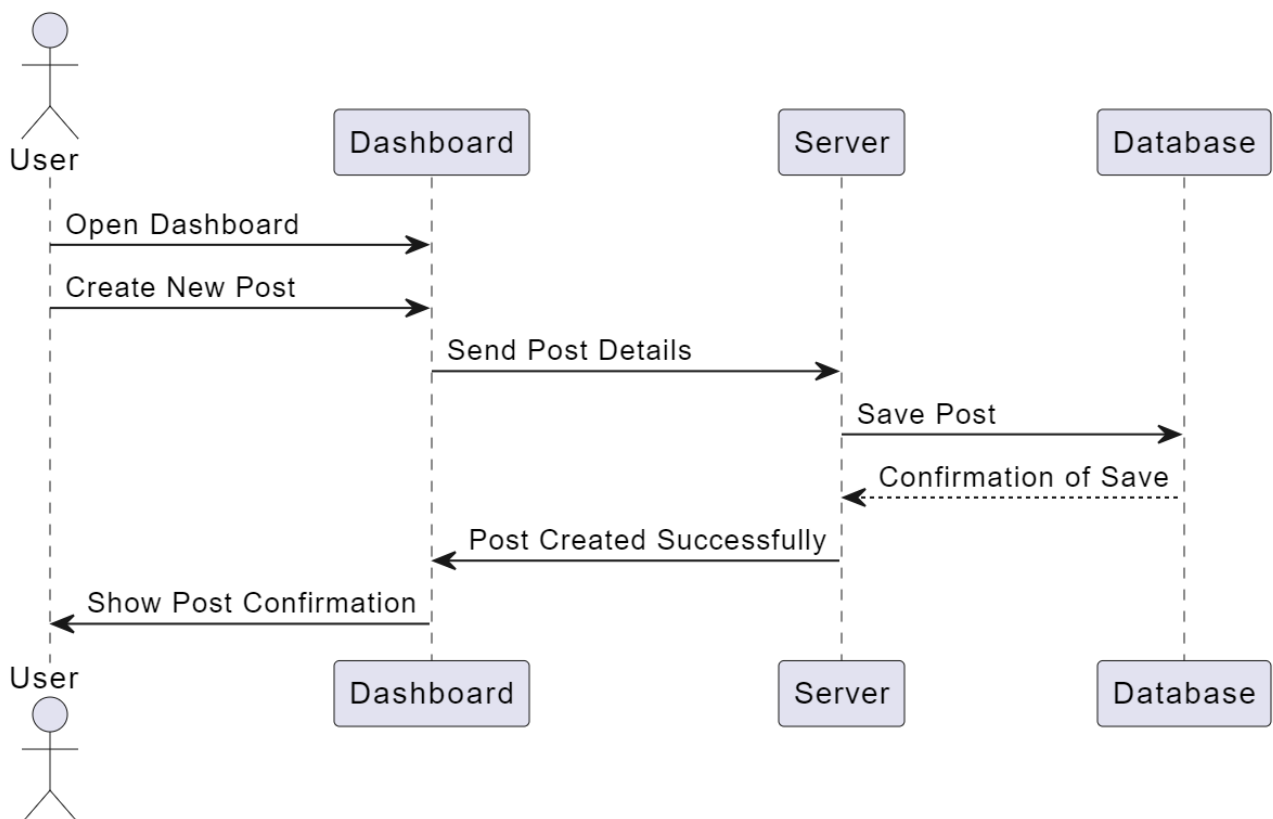 User
Dashboard
Server
Database
Open Dashboard
Create New Post
Send Post Details
Save Post
Confirmation of Save
Post Created Successfully
Show Post Confirmation
User
Dashboard
Server
Database